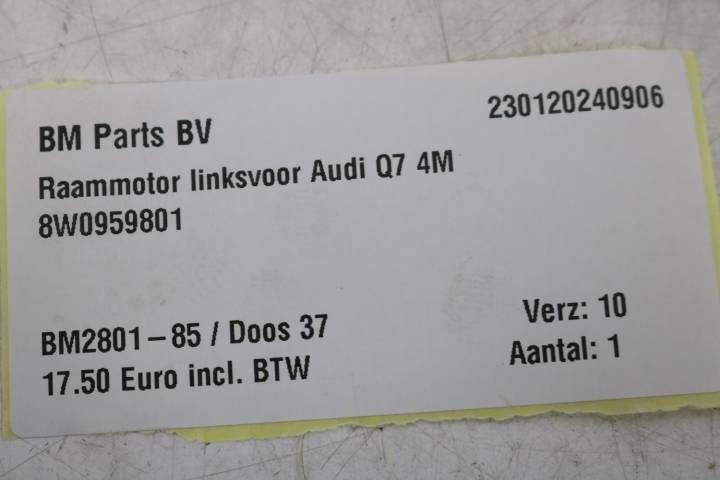 BM Parts BV
230120240906
Raammotor linksvoor Audi Q7 4M
8W0959801
BM2801-85 / Doos 37
Verz: 10
17.50 Euro incl. BTW
Aantal: 1